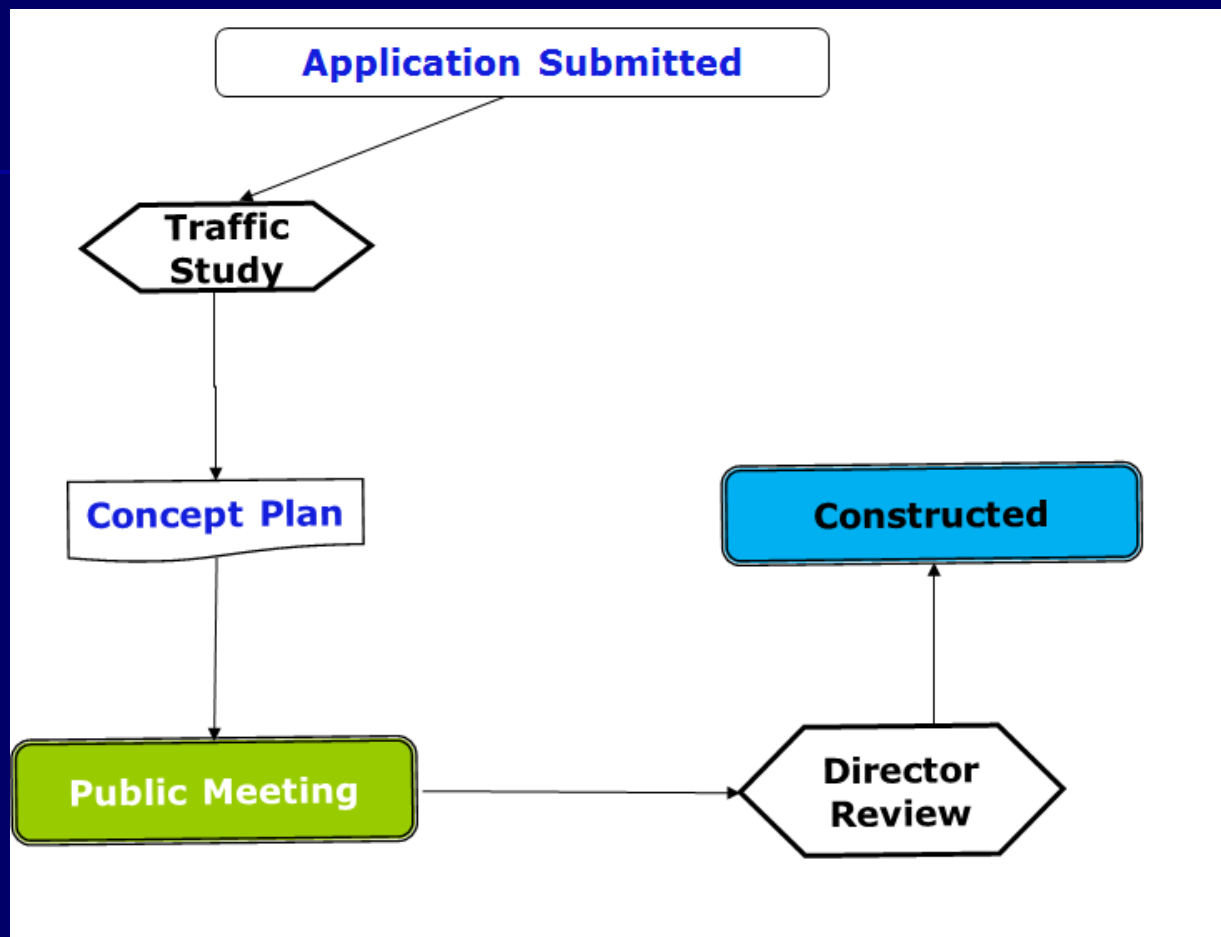 Application Submitted
Traffic
Study
Concept Plan
Constructed
Public Meeting
Director
Review